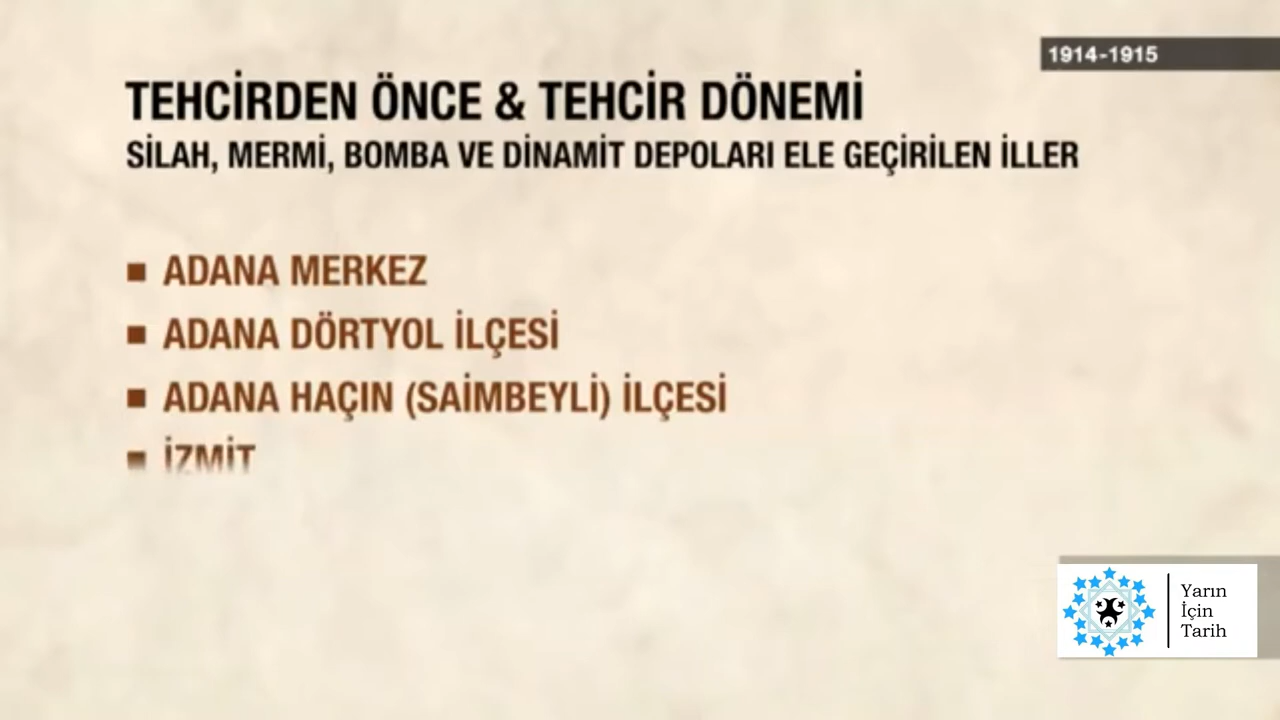 1914-1915
TEHCİRDEN ÖNCE & TEHCİR DÖNEMİ
SİLAH, MERMİ, BOMBA VE DİNAMİT DEPOLARI ELE GEÇİRİLEN İLLER
▪ ADANA MERKEZ
▪ ADANA DÖRTYOL İLÇESİ
▪ ADANA HAÇIN (SAİMBEYLİ) İLÇESİ
▪ İZMİT
Yarın
İçin
Tarih